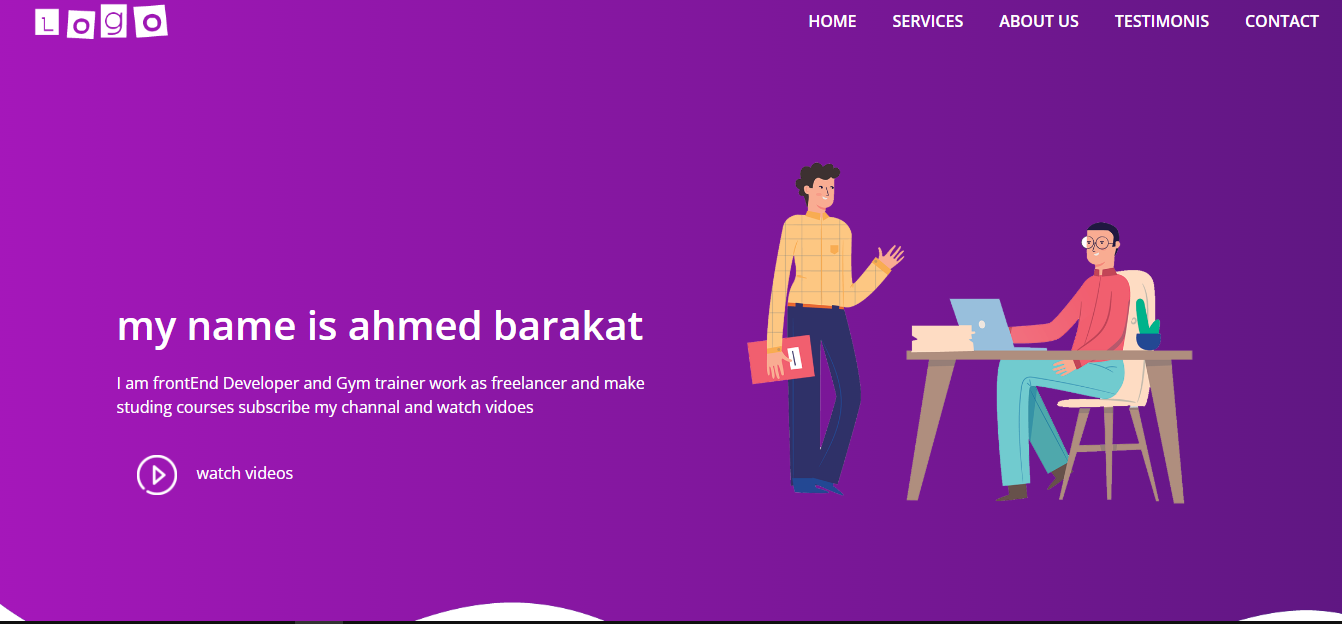 Logo
HOME SERVICES ABOUT US TESTIMONIS CONTACT
my name is ahmed barakat
I am frontEnd Developer and Gym trainer work as freelancer and make
studing courses subscribe my channal and watch vidoes
watch videos